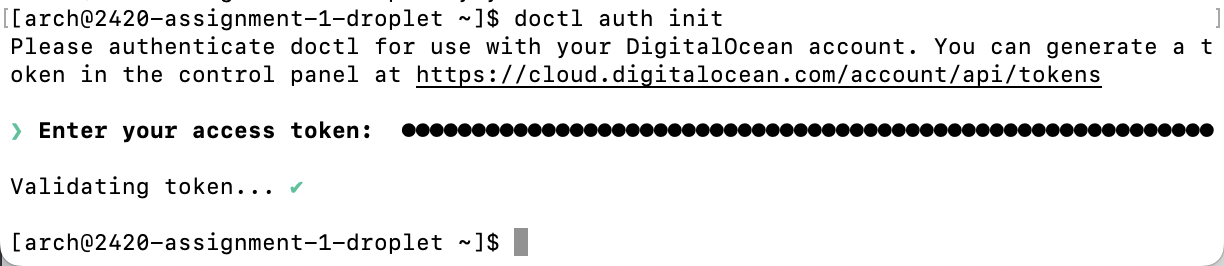 [[arch@2420-assignment-1-droplet ~]$ doctl auth init ]
Please authenticate doctl for use with your DigitalOcean account. You can generate a t
oken in the control panel at https://cloud.digitalocean.com/account/api/tokens
❯ Enter your access token: ●●●●●●●●●●●●●●●●●●●●●●●●●●●●●●●●●●●●●●●●●●●●●●●●●●●●●●●●●●
Validating token... ✔
[arch@2420-assignment-1-droplet ~]$